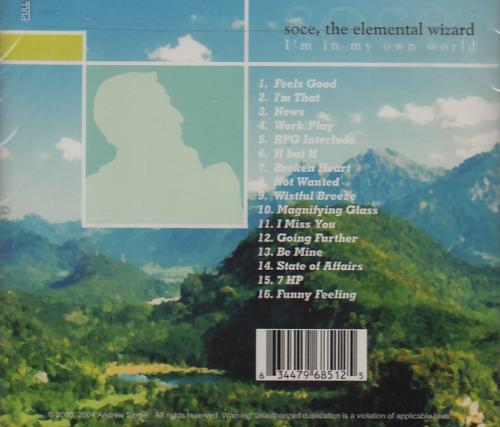 PULL
soce, the elemental wizard
I'm in my own world
1. Feels Good
2. I'm That
3. News
4. Work/Play
5. RPG Interlude
6. H but H
7. Broken Heart
8. Not Wanted
9. Wistful Breeze
10. Magnifying Glass
11. I Miss You
12. Going Further
13. Be Mine
14. State of Affairs
15. 7 HP
16. Funny Feeling
6 34479 68512 5
© 2003, 2004 Andrew Singer. All rights reserved. Warning: unauthorized duplication is a violation of applicable laws.